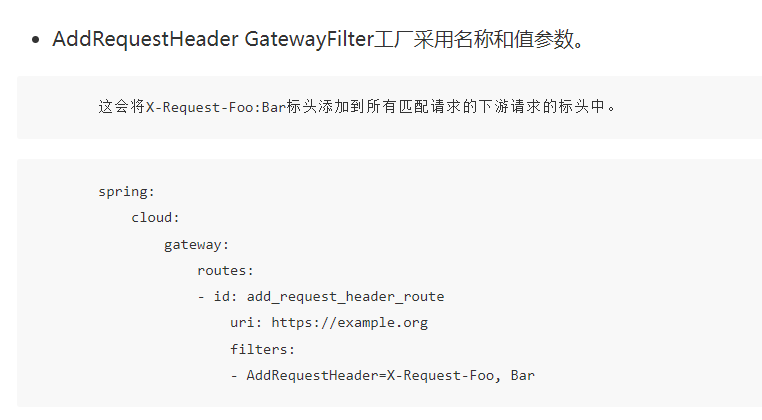 AddRequestHeader GatewayFilter工厂采用名称和值参数。
这会将X-Request-Foo:Bar标头添加到所有匹配请求的下游请求的标头中。
spring:
    cloud:
        gateway:
            routes:
            - id: add_request_header_route
                uri: https://example.org
                filters:
                - AddRequestHeader=X-Request-Foo, Bar